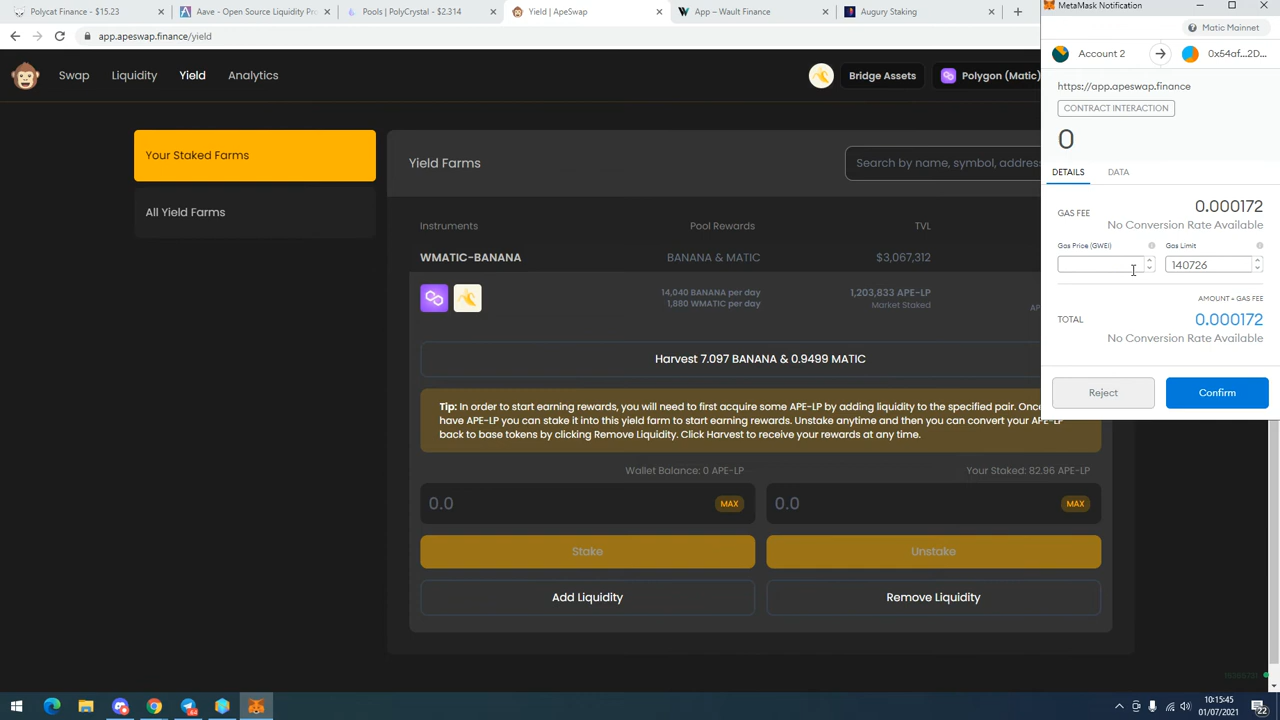 Polycat Finance - $15.23
Aave - Open Source Liquidity Pro
Pools | PolyCrystal - $2.314
Yield | ApeSwap
App – Wault Finance
Augury Staking
MetaMask Notification
app.apeswap.finance/yield
Matic Mainnet
Account 2
0x64af...2D...
Swap
Liquidity
Yield
Analytics
Bridge Assets
Polygon (Matic)
https://app.apeswap.finance
CONTRACT INTERACTION
0
DETAILS
DATA
GAS FEE
0.000172
No Conversion Rate Available
Gas Price (GWEI)
Gas Limit
140726
AMOUNT + GAS FEE
TOTAL
0.000172
No Conversion Rate Available
Reject
Confirm
Your Staked Farms
All Yield Farms
Yield Farms
Search by name, symbol, address
Instruments
Pool Rewards
TVL
WMATIC-BANANA
BANANA & MATIC
$3,067,312
14,040 BANANA per day
1,880 WMATIC per day
1,203,833 APE-LP
Market Staked
AP
Harvest 7.097 BANANA & 0.9499 MATIC
Tip: In order to start earning rewards, you will need to first acquire some APE-LP by adding liquidity to the specified pair. Onc
have APE-LP you can stake it into this yield farm to start earning rewards. Unstake anytime and then you can convert your APE-LP
back to base tokens by clicking Remove Liquidity. Click Harvest to receive your rewards at any time.
Wallet Balance: 0 APE-LP
Your Staked: 82.96 APE-LP
0.0
MAX
0.0
MAX
Stake
Unstake
Add Liquidity
Remove Liquidity
10:15:45
01/07/2021
22